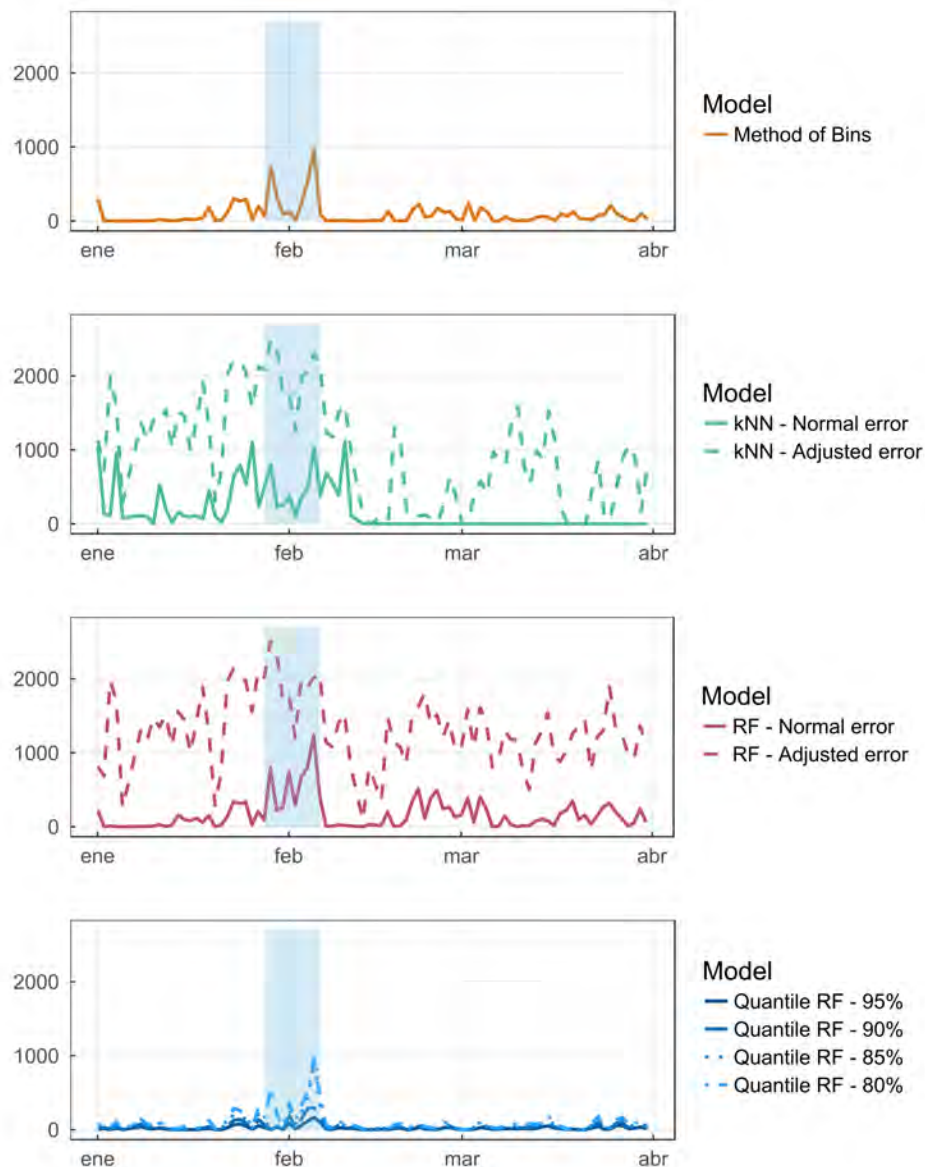 2000
1000
0
ene feb mar abr
Model
Method of Bins
2000
1000
0
ene feb mar abr
Model
kNN - Normal error
kNN - Adjusted error
2000
1000
0
ene feb mar abr
Model
RF - Normal error
RF - Adjusted error
2000
1000
0
ene feb mar abr
Model
Quantile RF - 95%
Quantile RF - 90%
Quantile RF - 85%
Quantile RF - 80%